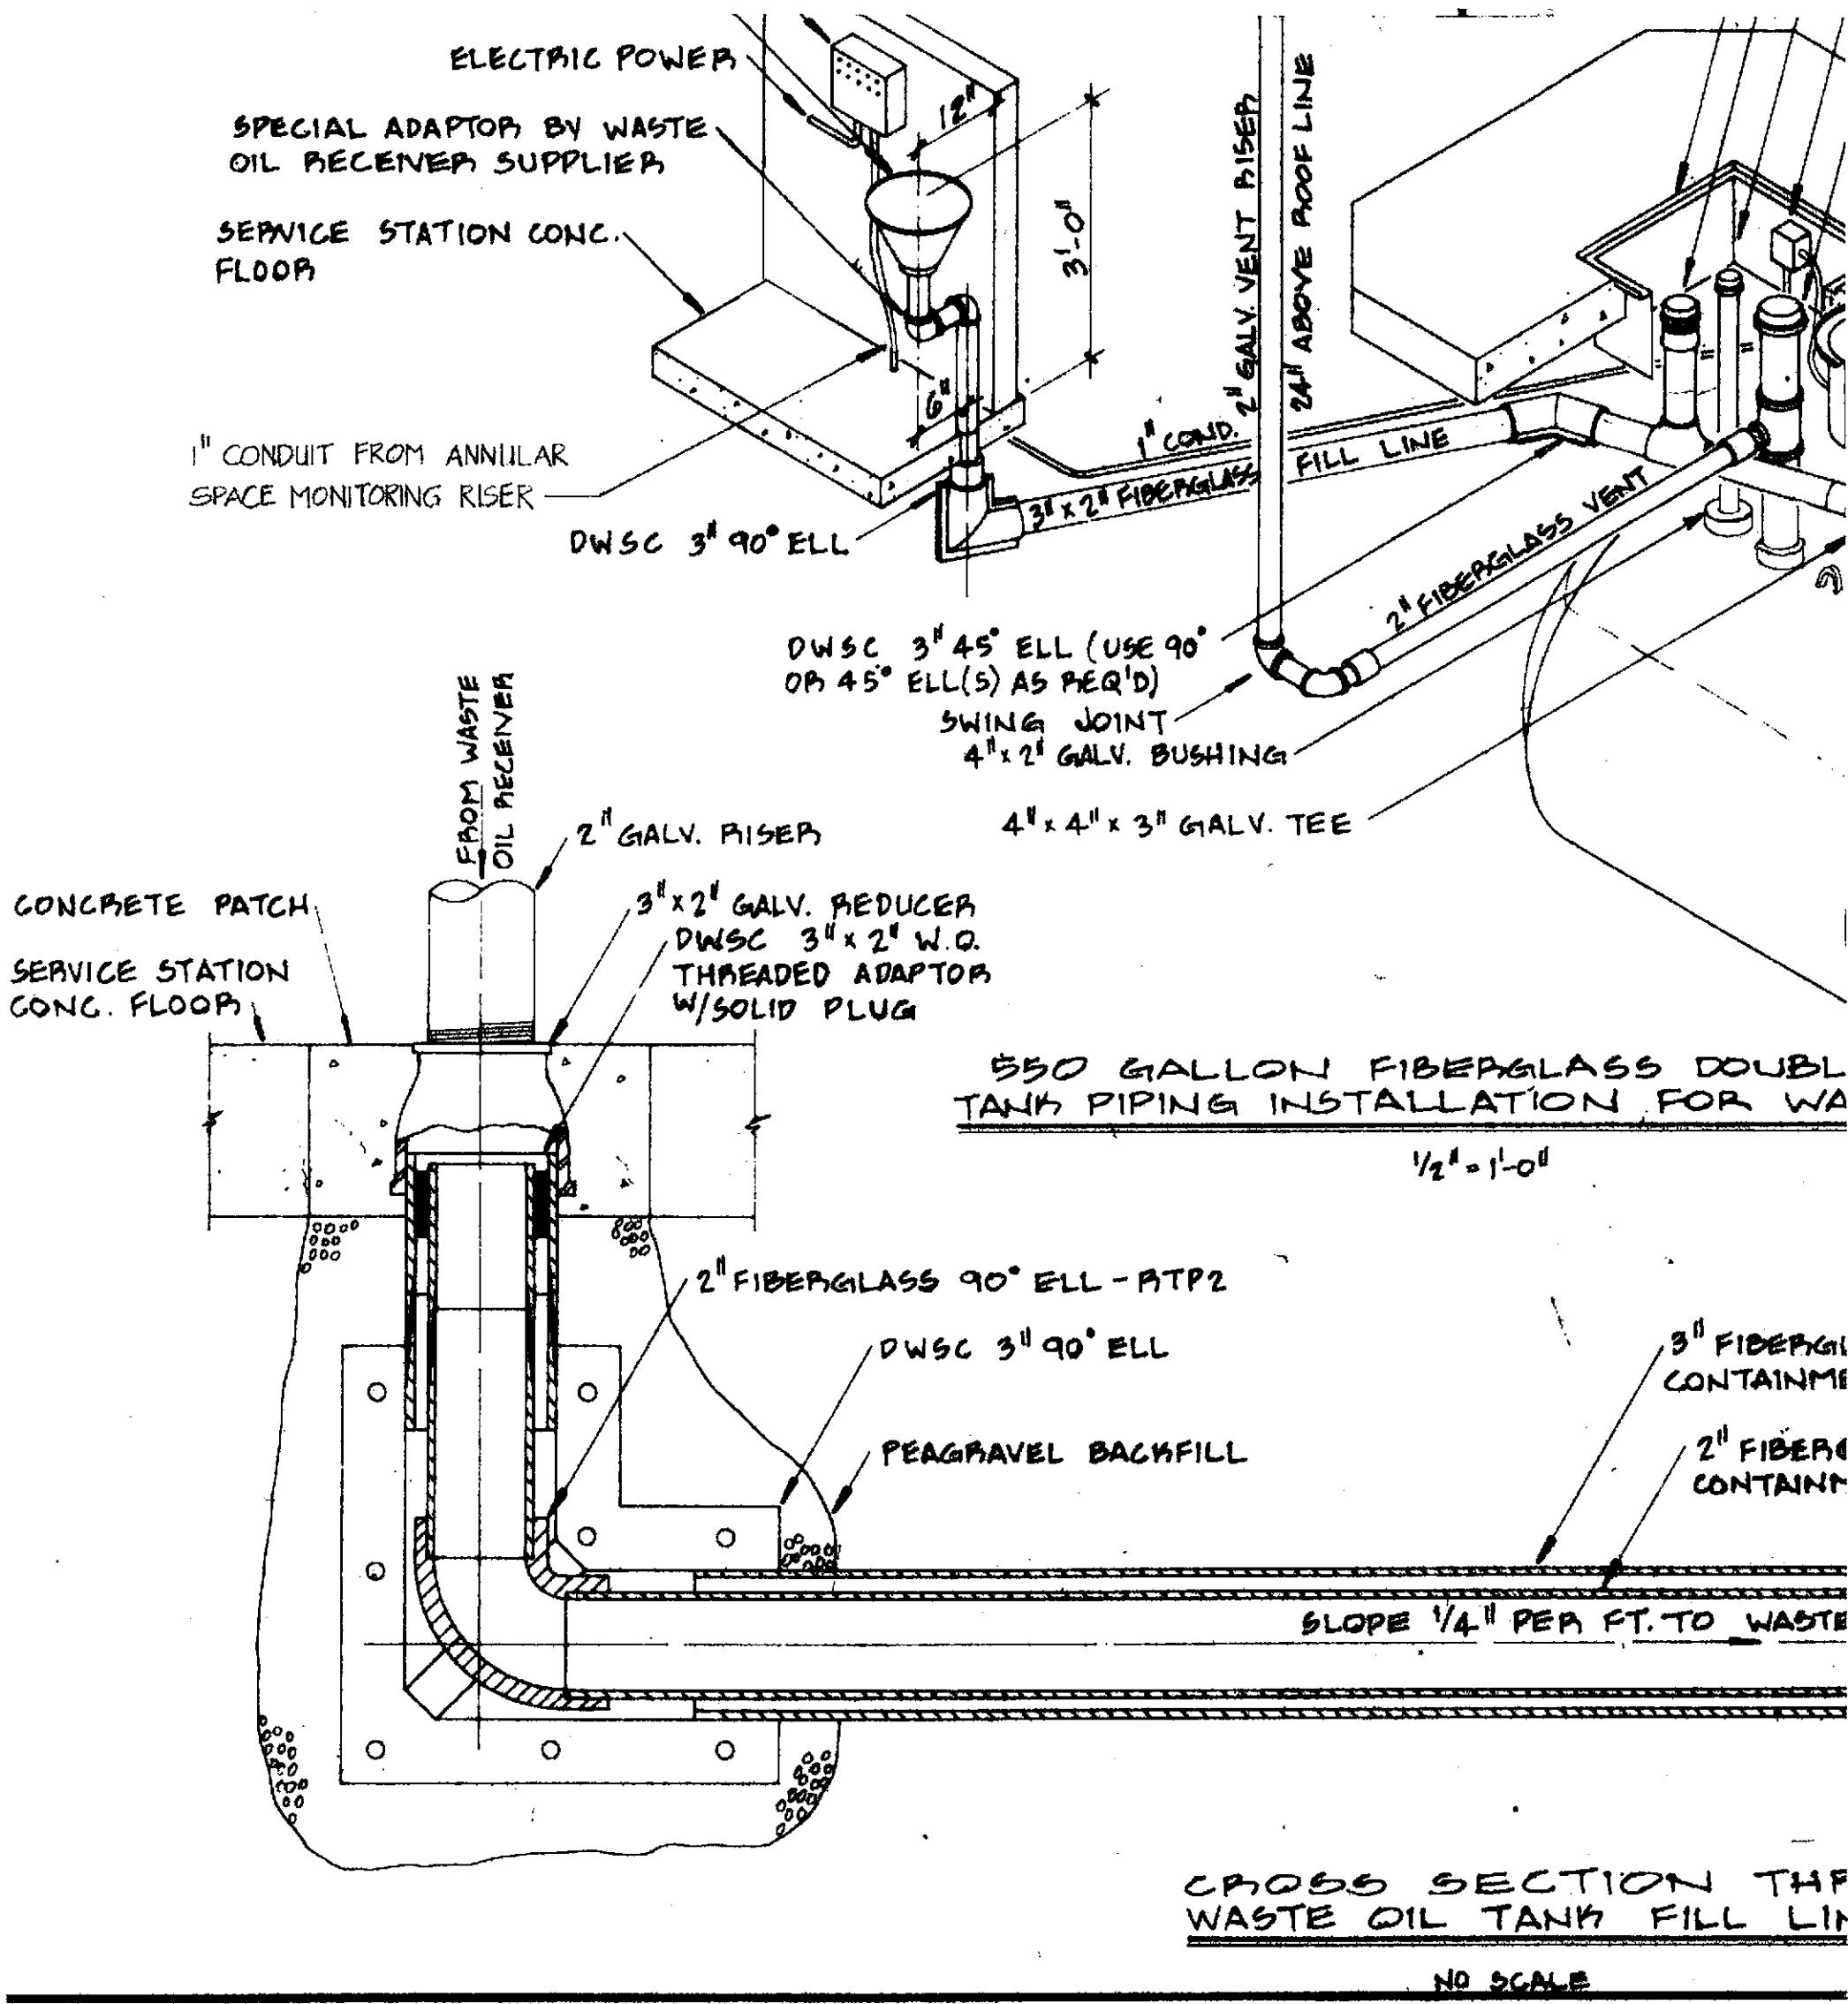 ELECTRIC POWER
SPECIAL ADAPTOR BY WASTE
OIL RECEIVER SUPPLIER
SERVICE STATION CONC.
FLOOR
1" CONDUIT FROM ANNULAR
SPACE MONITORING RISER
DWSC 3" 90° ELL
12"
3'-0"
6"
1" COND.
3" x 2" FIBERGLASS FILL LINE
2" GALV. VENT RISER
24" ABOVE ROOF LINE
2" FIBERGLASS VENT
DWSC 3" 45° ELL (USE 90°
OR 45° ELL(S) AS REQ'D)
SWING JOINT
4" x 2" GALV. BUSHING
4" x 4" x 3" GALV. TEE
550 GALLON FIBERGLASS DOUBL
TANK PIPING INSTALLATION FOR WA
1/2" = 1'-0"
FROM WASTE
OIL RECEIVER
2" GALV. RISER
CONCRETE PATCH
SERVICE STATION
CONC. FLOOR
3" x 2" GALV. REDUCER
DWSC 3" x 2" W.O.
THREADED ADAPTOR
W/SOLID PLUG
2" FIBERGLASS 90° ELL - RTP2
DWSC 3" 90° ELL
PEAGRAVEL BACKFILL
3" FIBERGL
CONTAINME
2" FIBERG
CONTAINM
SLOPE 1/4" PER FT. TO WASTE
CROSS SECTION THR
WASTE OIL TANK FILL LIN
NO SCALE